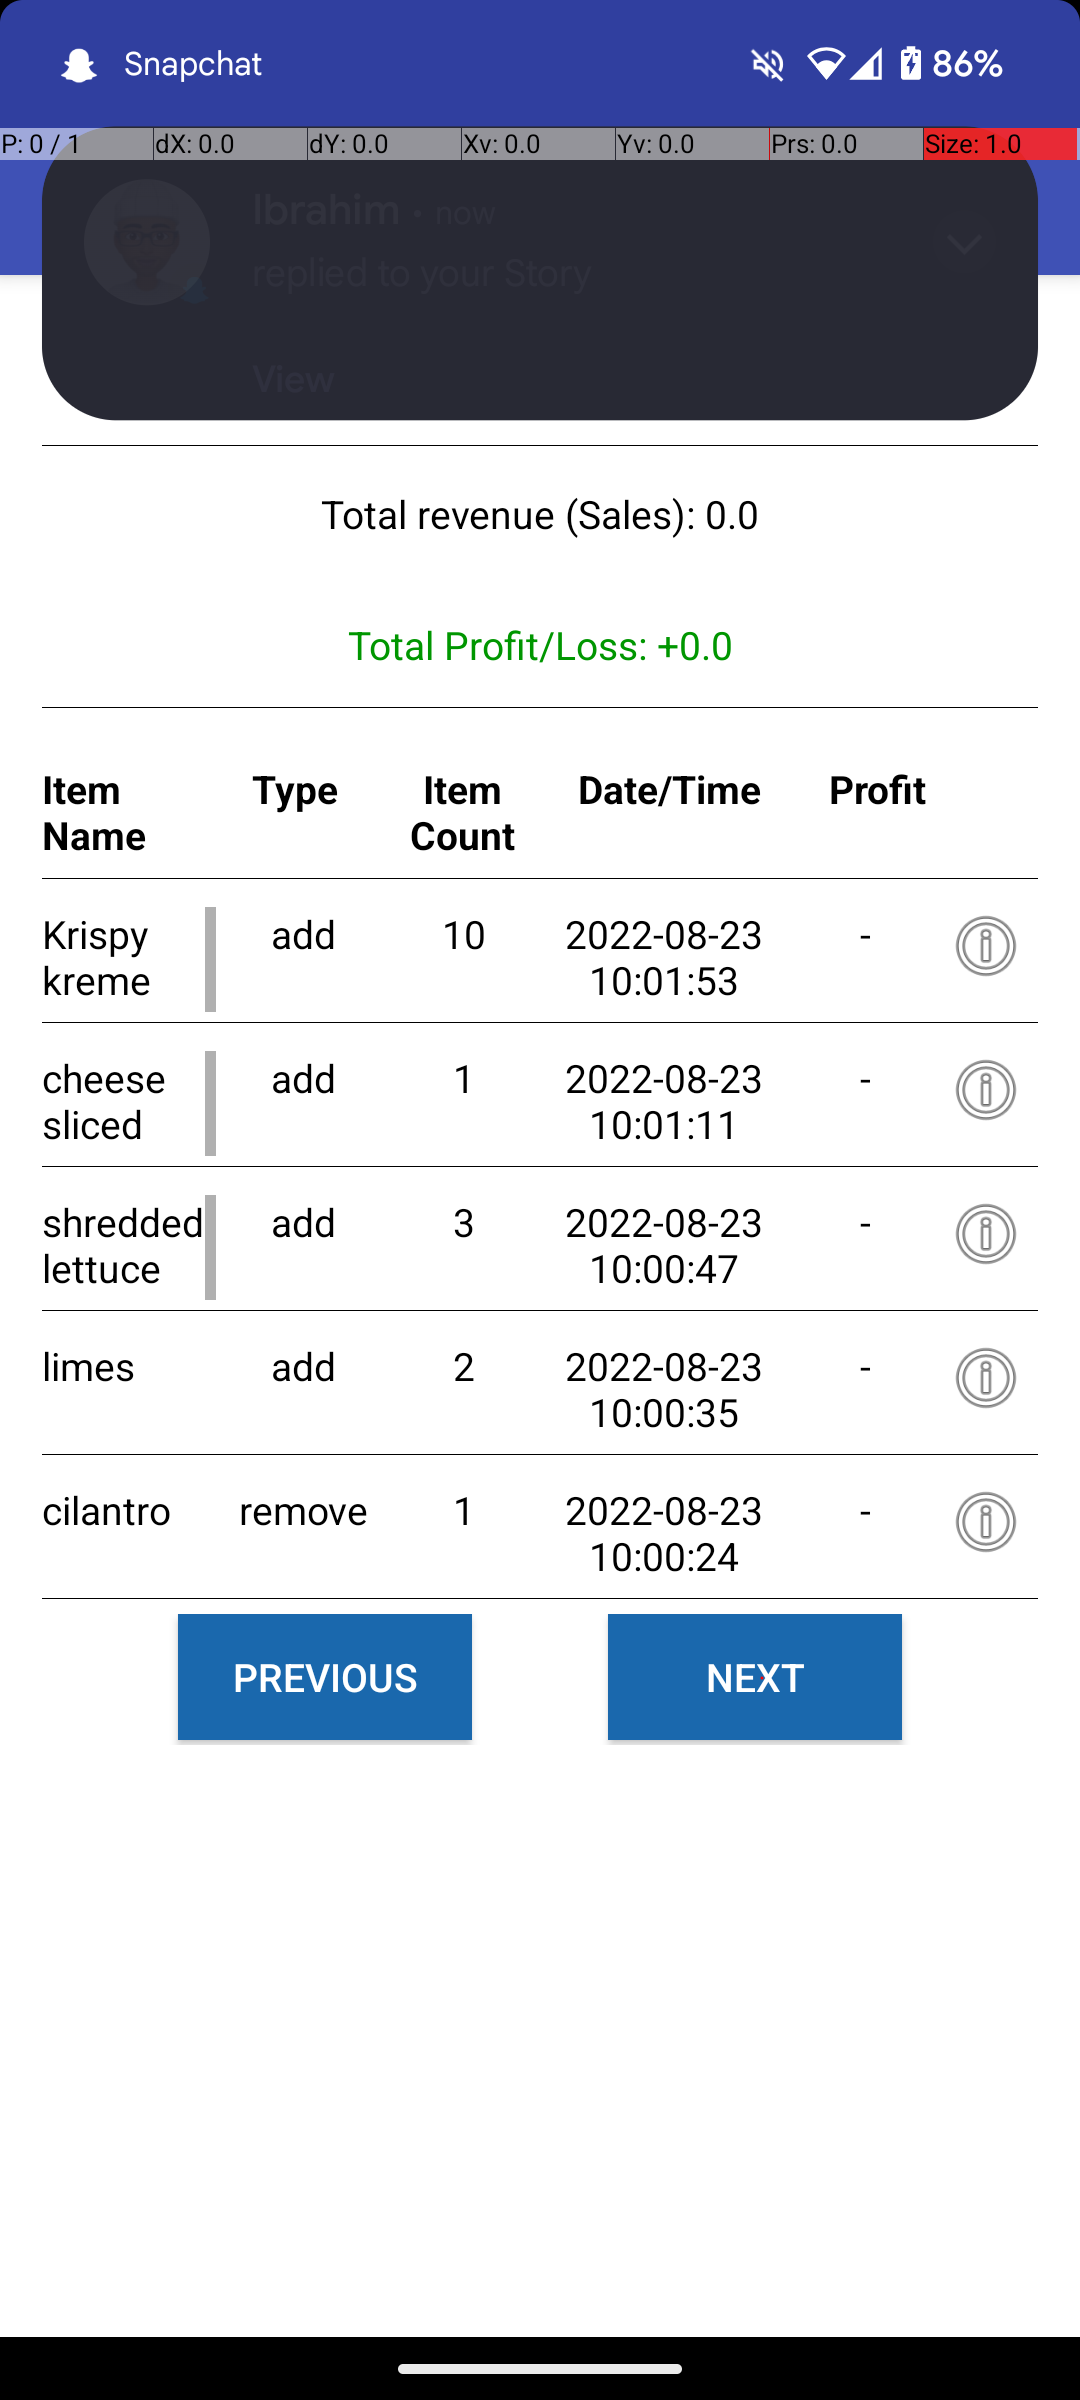 Snapchat
86%
P: 0 / 1 dX: 0.0 dY: 0.0 Xv: 0.0 Yv: 0.0 Prs: 0.0 Size: 1.0
Ibrahim • now
replied to your Story
View
Total revenue (Sales): 0.0
Total Profit/Loss: +0.0
Item Name Type Item Count Date/Time Profit
Krispy kreme add 10 2022-08-23 10:01:53 -
cheese sliced add 1 2022-08-23 10:01:11 -
shredded lettuce add 3 2022-08-23 10:00:47 -
limes add 2 2022-08-23 10:00:35 -
cilantro remove 1 2022-08-23 10:00:24 -
PREVIOUS NEXT